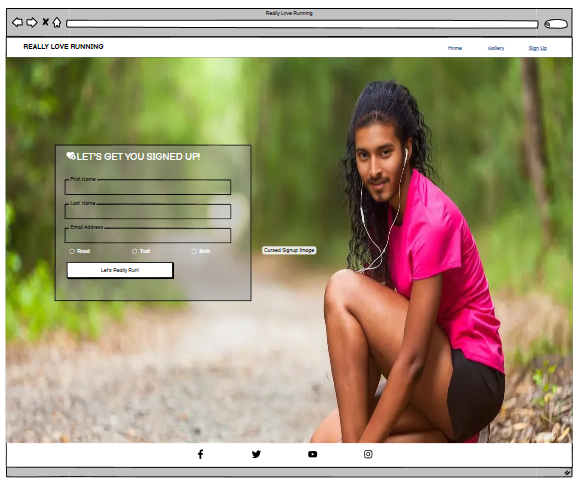 Really Love Running
REALLY LOVE RUNNING
Home Gallery Sign Up
LET'S GET YOU SIGNED UP!
First Name
Last Name
Email Address
Road Trail Both
Cursed Signup Image
Let's Really Run!